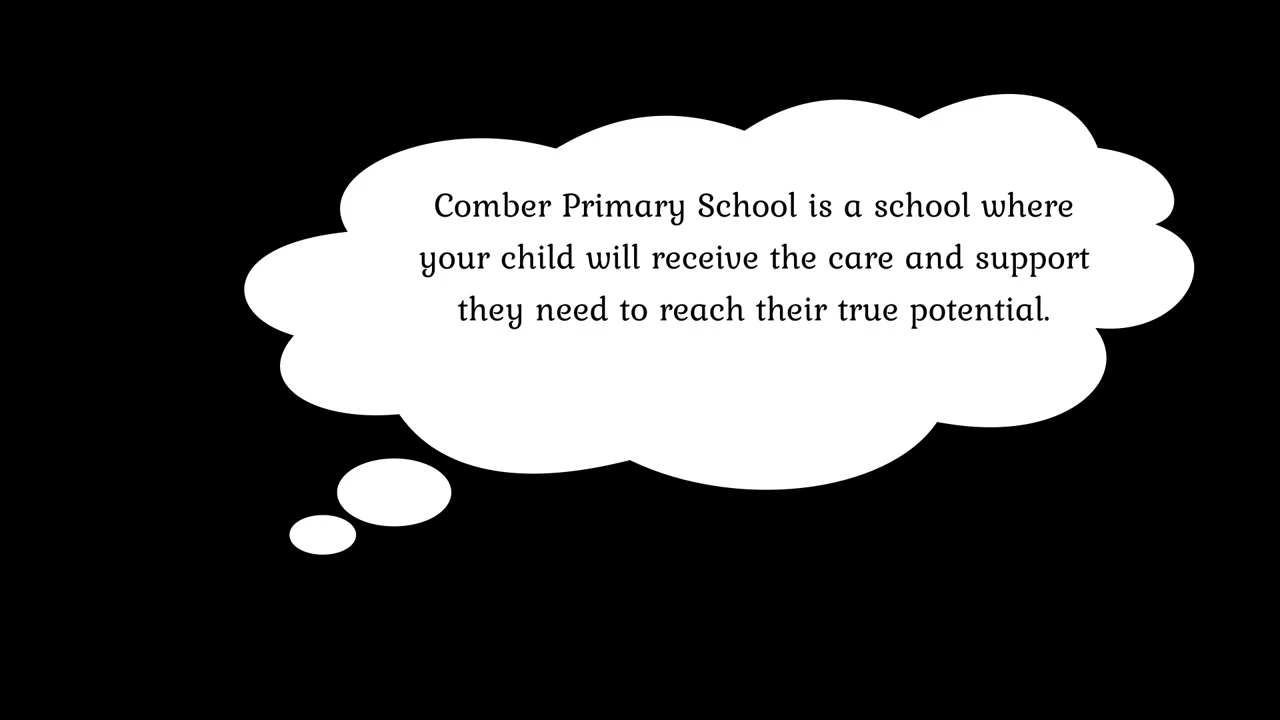 Comber Primary School is a school where
your child will receive the care and support
they need to reach their true potential.